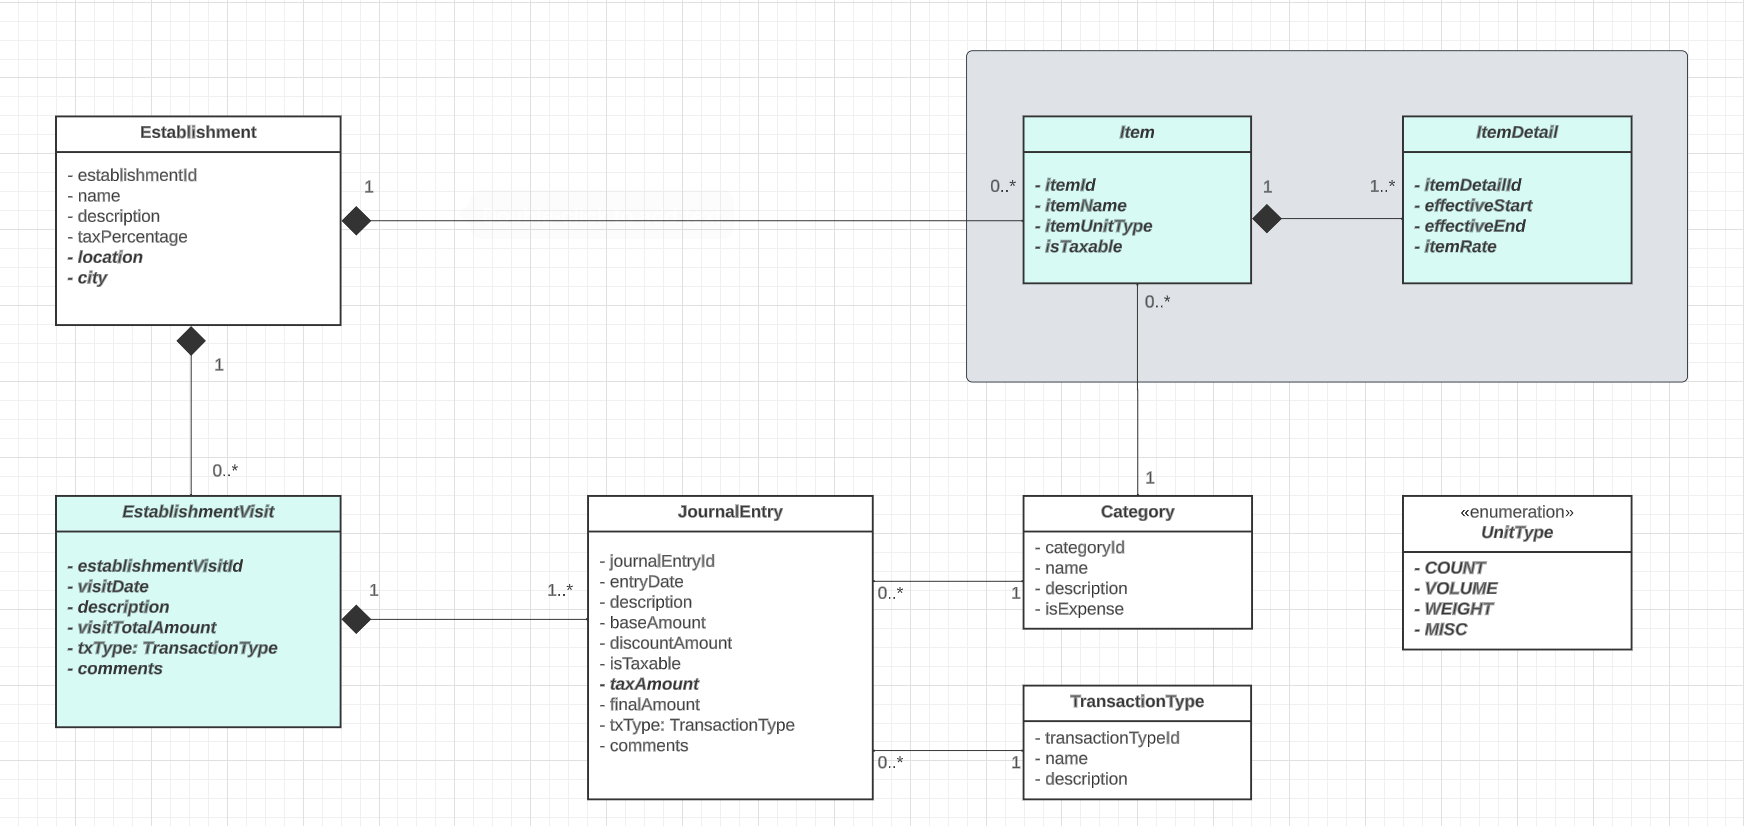 Establishment
- establishmentId
- name
- description
- taxPercentage
- location
- city
1
0..*
Item
- itemId
- itemName
- itemUnitType
- isTaxable
1
1..*
ItemDetail
- itemDetailId
- effectiveStart
- effectiveEnd
- itemRate
0..*
1
1
0..*
EstablishmentVisit
- establishmentVisitId
- visitDate
- description
- visitTotalAmount
- txType: TransactionType
- comments
1
1..*
JournalEntry
- journalEntryId
- entryDate
- description
- baseAmount
- discountAmount
- isTaxable
- taxAmount
- finalAmount
- txType: TransactionType
- comments
0..*
1
Category
- categoryId
- name
- description
- isExpense
0..*
1
TransactionType
- transactionTypeId
- name
- description
«enumeration»
UnitType
- COUNT
- VOLUME
- WEIGHT
- MISC